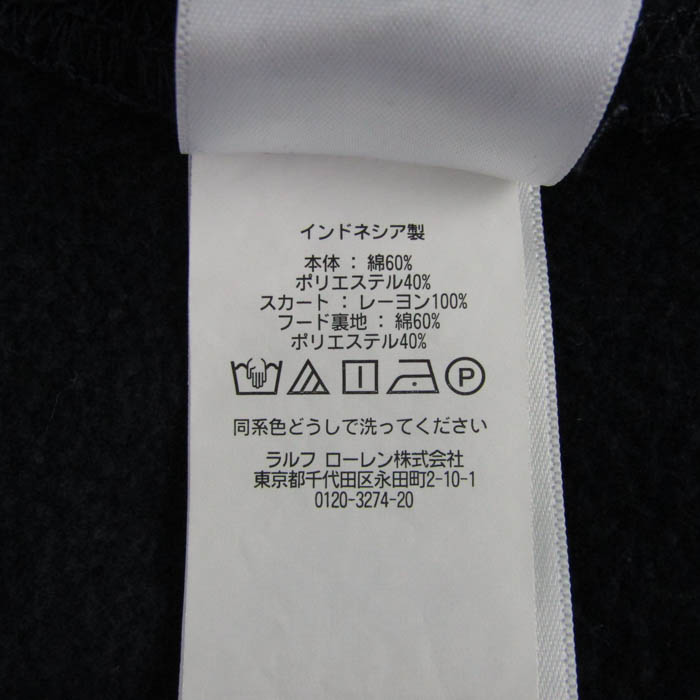 インドネシア製
本体 : 綿60%
ポリエステル40%
スカート : レーヨン100%
フード裏地 : 綿60%
ポリエステル40%
P
同系色どうしで洗ってください
ラルフ ローレン株式会社
東京都千代田区永田町2-10-1
0120-3274-20